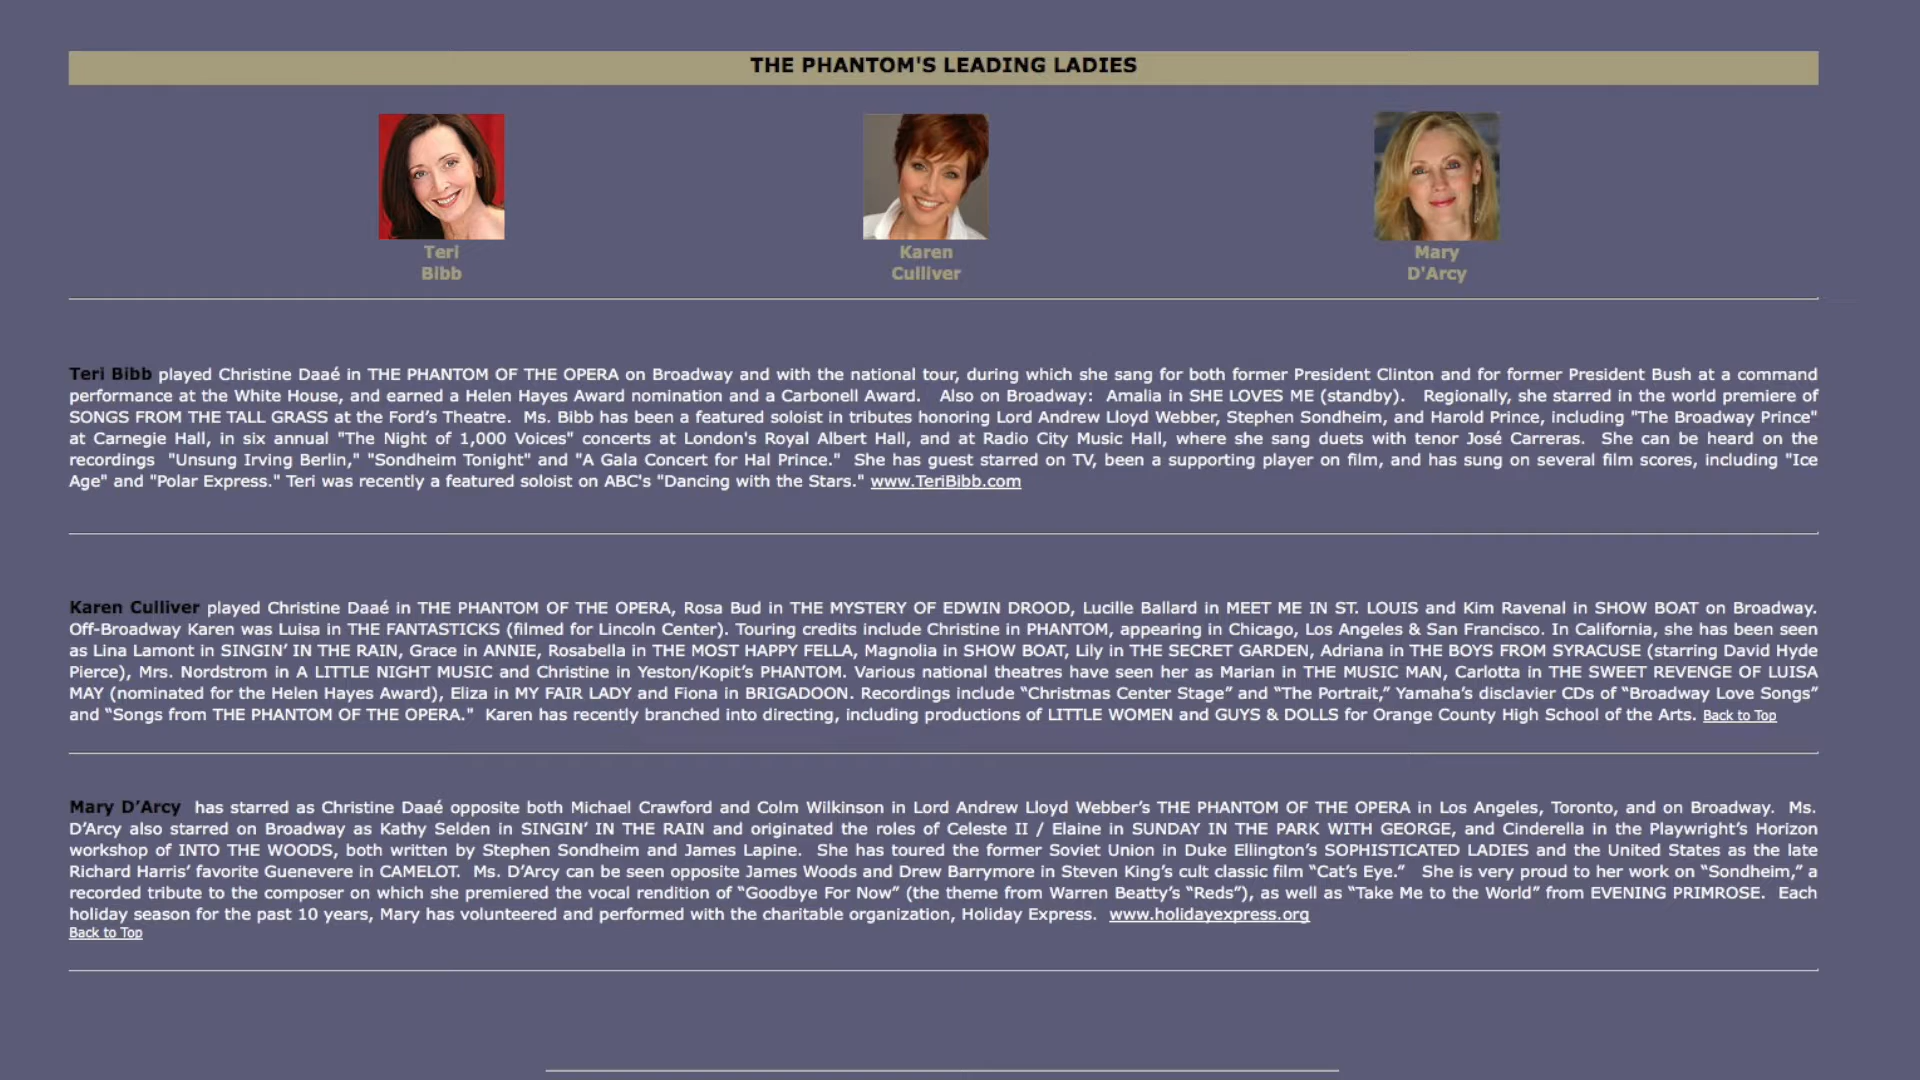 THE PHANTOM'S LEADING LADIES
Teri
Bibb
Karen
Culliver
Mary
D'Arcy
Teri Bibb played Christine Daaé in THE PHANTOM OF THE OPERA on Broadway and with the national tour, during which she sang for both former President Clinton and for former President Bush at a command
performance at the White House, and earned a Helen Hayes Award nomination and a Carbonell Award.   Also on Broadway:  Amalia in SHE LOVES ME (standby).   Regionally, she starred in the world premiere of
SONGS FROM THE TALL GRASS at the Ford’s Theatre.  Ms. Bibb has been a featured soloist in tributes honoring Lord Andrew Lloyd Webber, Stephen Sondheim, and Harold Prince, including "The Broadway Prince"
at Carnegie Hall, in six annual "The Night of 1,000 Voices" concerts at London's Royal Albert Hall, and at Radio City Music Hall, where she sang duets with tenor José Carreras.  She can be heard on the
recordings  "Unsung Irving Berlin," "Sondheim Tonight" and "A Gala Concert for Hal Prince."  She has guest starred on TV, been a supporting player on film, and has sung on several film scores, including "Ice
Age" and "Polar Express." Teri was recently a featured soloist on ABC's "Dancing with the Stars." www.TeriBibb.com
Karen Culliver played Christine Daaé in THE PHANTOM OF THE OPERA, Rosa Bud in THE MYSTERY OF EDWIN DROOD, Lucille Ballard in MEET ME IN ST. LOUIS and Kim Ravenal in SHOW BOAT on Broadway.
Off-Broadway Karen was Luisa in THE FANTASTICKS (filmed for Lincoln Center). Touring credits include Christine in PHANTOM, appearing in Chicago, Los Angeles & San Francisco. In California, she has been seen
as Lina Lamont in SINGIN’ IN THE RAIN, Grace in ANNIE, Rosabella in THE MOST HAPPY FELLA, Magnolia in SHOW BOAT, Lily in THE SECRET GARDEN, Adriana in THE BOYS FROM SYRACUSE (starring David Hyde
Pierce), Mrs. Nordstrom in A LITTLE NIGHT MUSIC and Christine in Yeston/Kopit’s PHANTOM. Various national theatres have seen her as Marian in THE MUSIC MAN, Carlotta in THE SWEET REVENGE OF LUISA
MAY (nominated for the Helen Hayes Award), Eliza in MY FAIR LADY and Fiona in BRIGADOON. Recordings include “Christmas Center Stage” and “The Portrait,” Yamaha’s disclavier CDs of “Broadway Love Songs”
and “Songs from THE PHANTOM OF THE OPERA."  Karen has recently branched into directing, including productions of LITTLE WOMEN and GUYS & DOLLS for Orange County High School of the Arts. Back to Top
Mary D’Arcy  has starred as Christine Daaé opposite both Michael Crawford and Colm Wilkinson in Lord Andrew Lloyd Webber’s THE PHANTOM OF THE OPERA in Los Angeles, Toronto, and on Broadway.  Ms.
D’Arcy also starred on Broadway as Kathy Selden in SINGIN’ IN THE RAIN and originated the roles of Celeste II / Elaine in SUNDAY IN THE PARK WITH GEORGE, and Cinderella in the Playwright’s Horizon
workshop of INTO THE WOODS, both written by Stephen Sondheim and James Lapine.  She has toured the former Soviet Union in Duke Ellington’s SOPHISTICATED LADIES and the United States as the late
Richard Harris’ favorite Guenevere in CAMELOT.  Ms. D’Arcy can be seen opposite James Woods and Drew Barrymore in Steven King’s cult classic film “Cat’s Eye.”   She is very proud to her work on “Sondheim,” a
recorded tribute to the composer on which she premiered the vocal rendition of “Goodbye For Now” (the theme from Warren Beatty’s “Reds”), as well as “Take Me to the World” from EVENING PRIMROSE.  Each
holiday season for the past 10 years, Mary has volunteered and performed with the charitable organization, Holiday Express.  www.holidayexpress.org
Back to Top